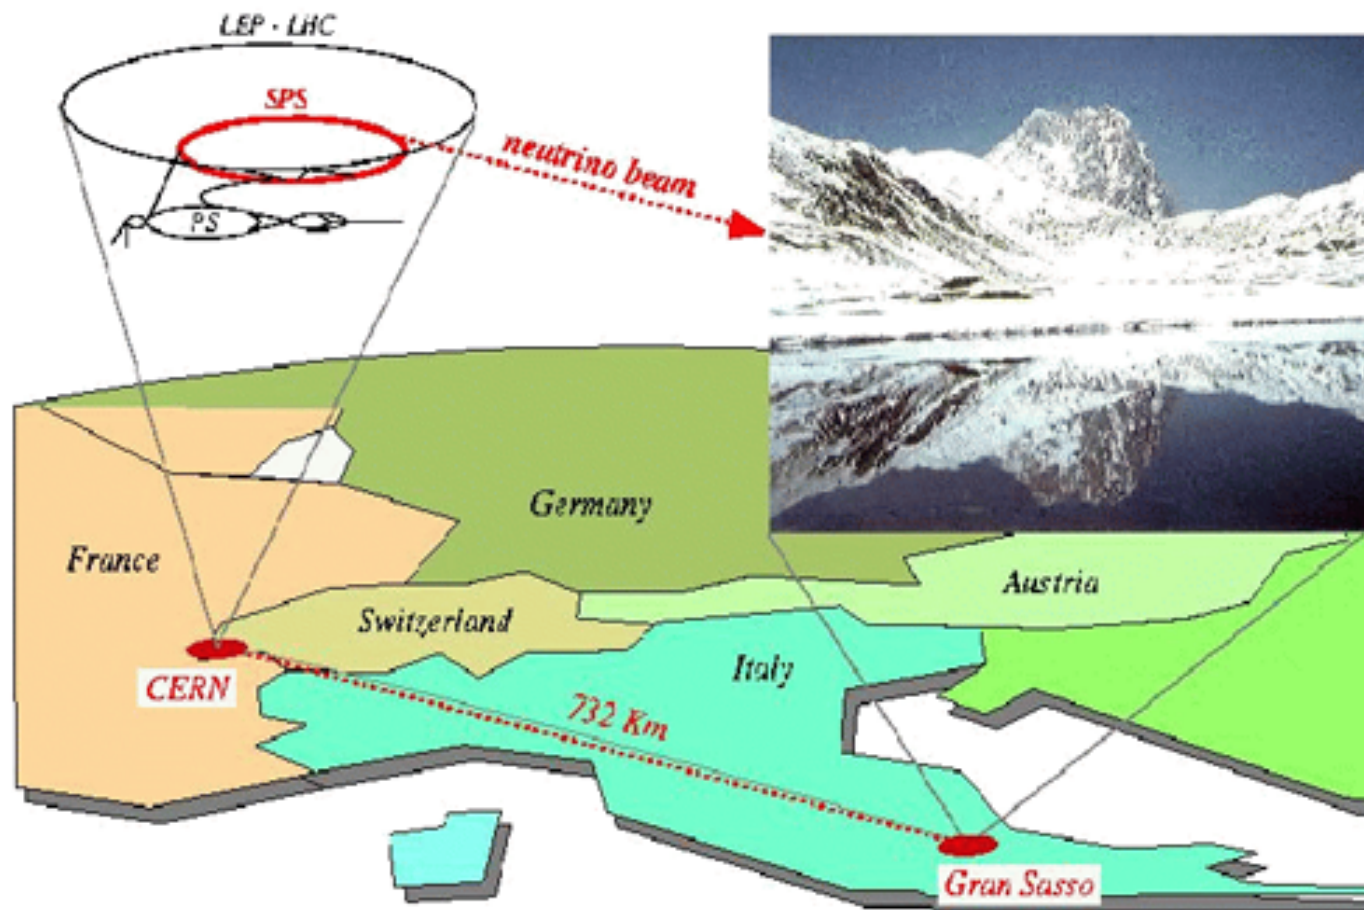 LEP - LHC
SPS
neutrino beam
PS
Germany
France
Austria
Switzerland
Italy
CERN
732 Km
Gran Sasso